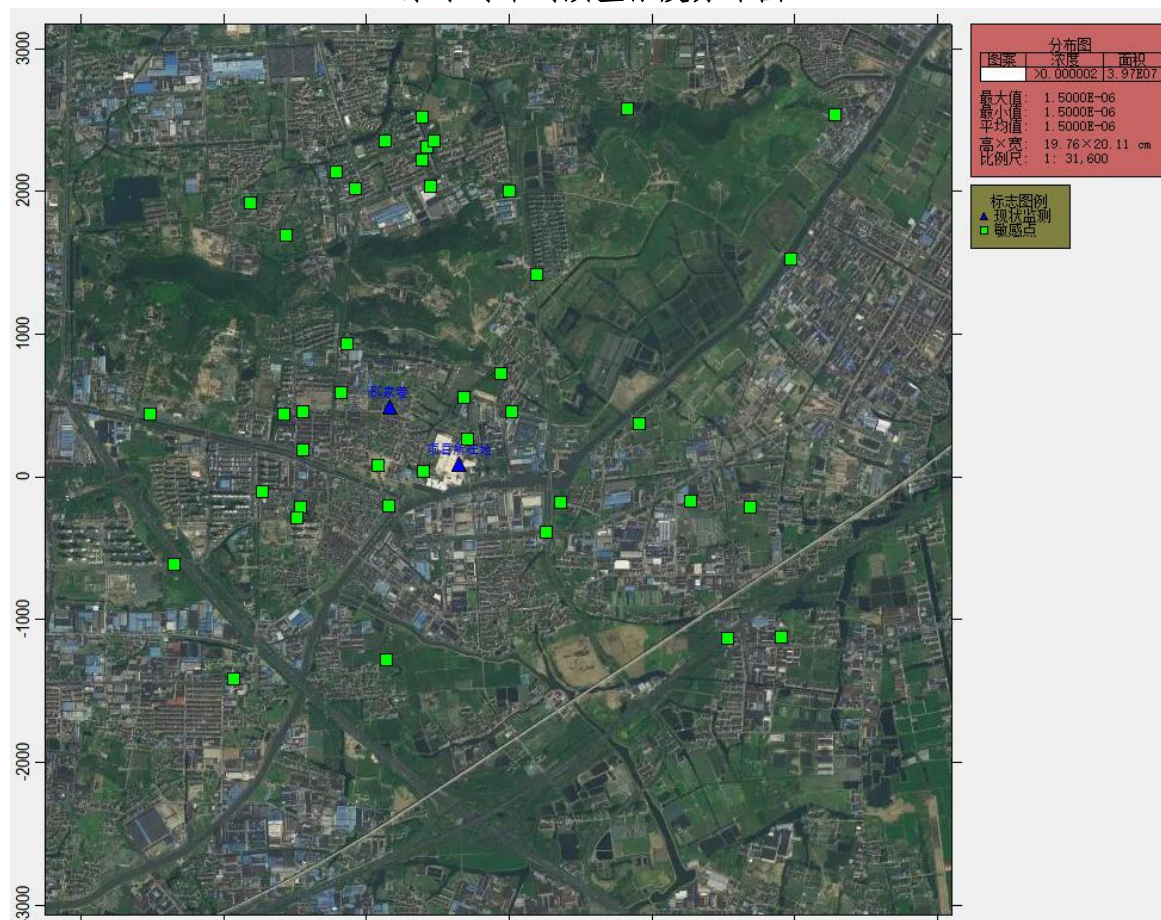 3000
2000
1000
0
-1000
-2000
-3000
项目所在地
分布图
图案 浓度 面积
>0.000002 3.97E07
最大值: 1.5000E-06
最小值: 1.5000E-06
平均值: 1.5000E-06
高×宽: 19.76×20.11 cm
比例尺: 1: 31,600
标志图例
现状监测
敏感点